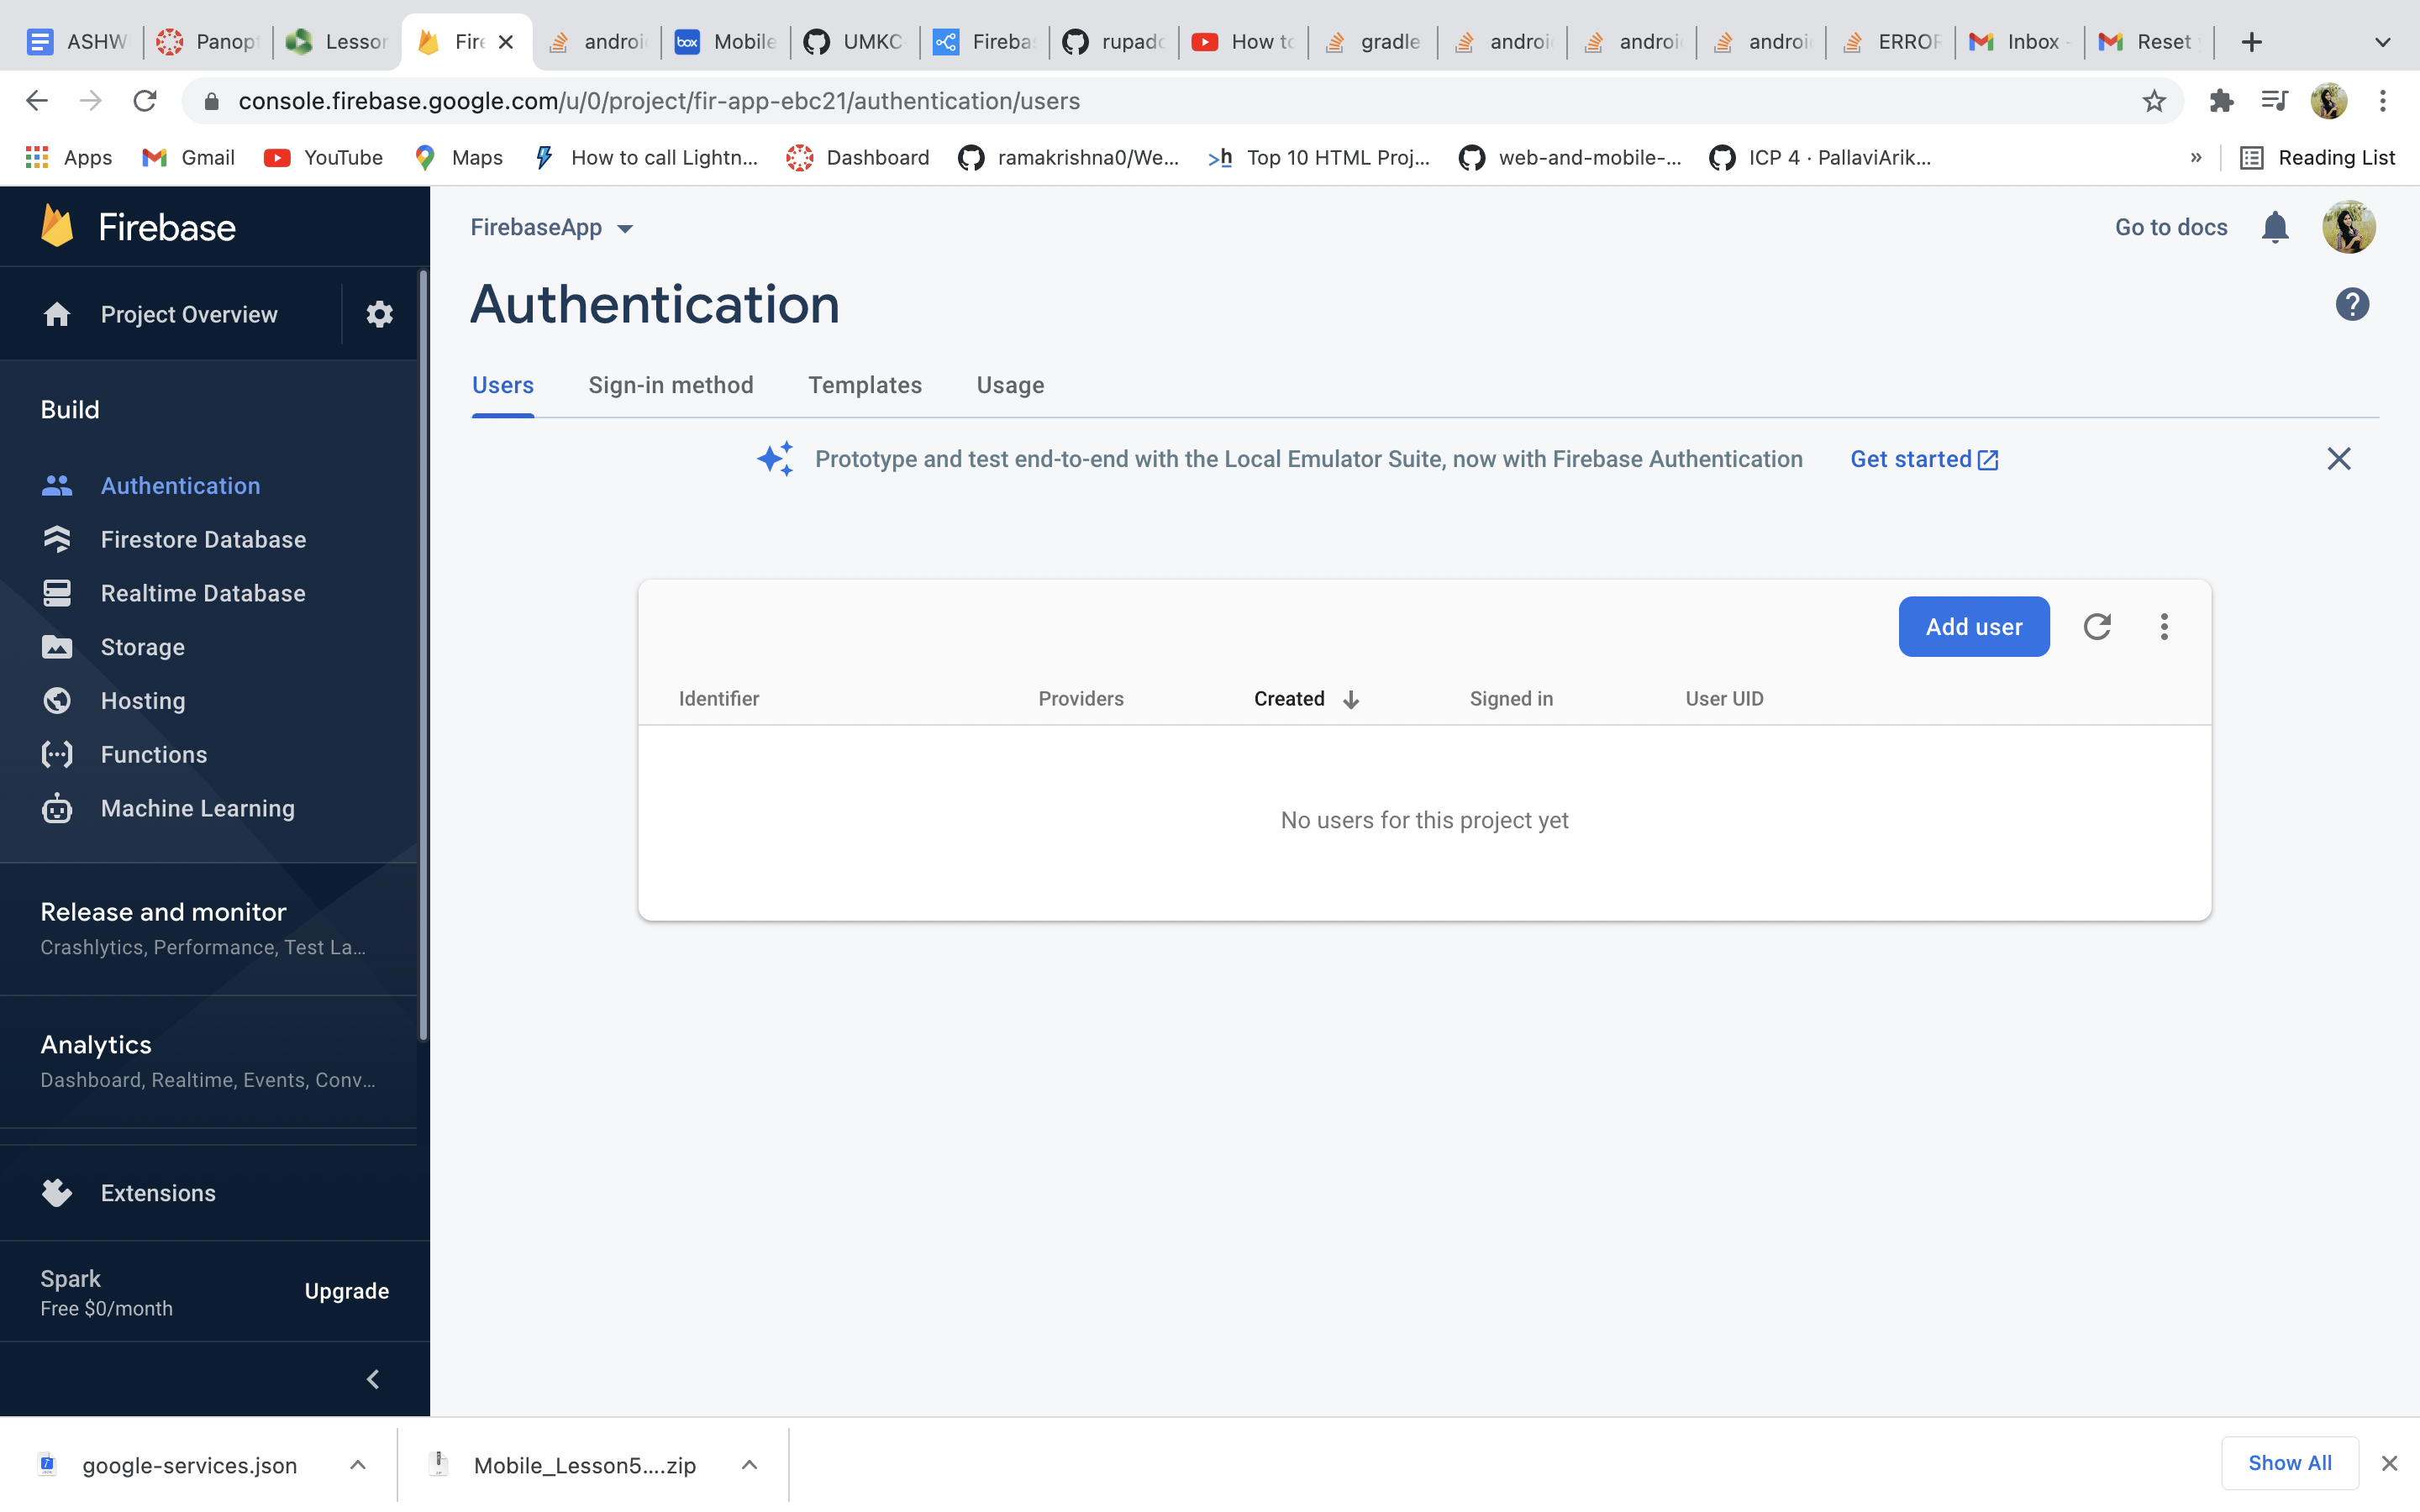 ASHW
Panop
Lesson
Fire
androi
Mobile
UMKC
Fireba
rupad
How to
gradle
androi
androi
androi
ERROR
Inbox -
Reset
console.firebase.google.com/u/0/project/fir-app-ebc21/authentication/users
Apps
Gmail
YouTube
Maps
How to call Lightn...
Dashboard
ramakrishna0/We...
Top 10 HTML Proj...
web-and-mobile-...
ICP 4 · PallaviArik...
»
Reading List
Firebase
Project Overview
Build
Authentication
Firestore Database
Realtime Database
Storage
Hosting
Functions
Machine Learning
Release and monitor
Crashlytics, Performance, Test La...
Analytics
Dashboard, Realtime, Events, Conv...
Extensions
Spark
Free $0/month
Upgrade
FirebaseApp
Go to docs
Authentication
Users
Sign-in method
Templates
Usage
Prototype and test end-to-end with the Local Emulator Suite, now with Firebase Authentication
Get started
Add user
Identifier
Providers
Created
Signed in
User UID
No users for this project yet
google-services.json
Mobile_Lesson5....zip
Show All